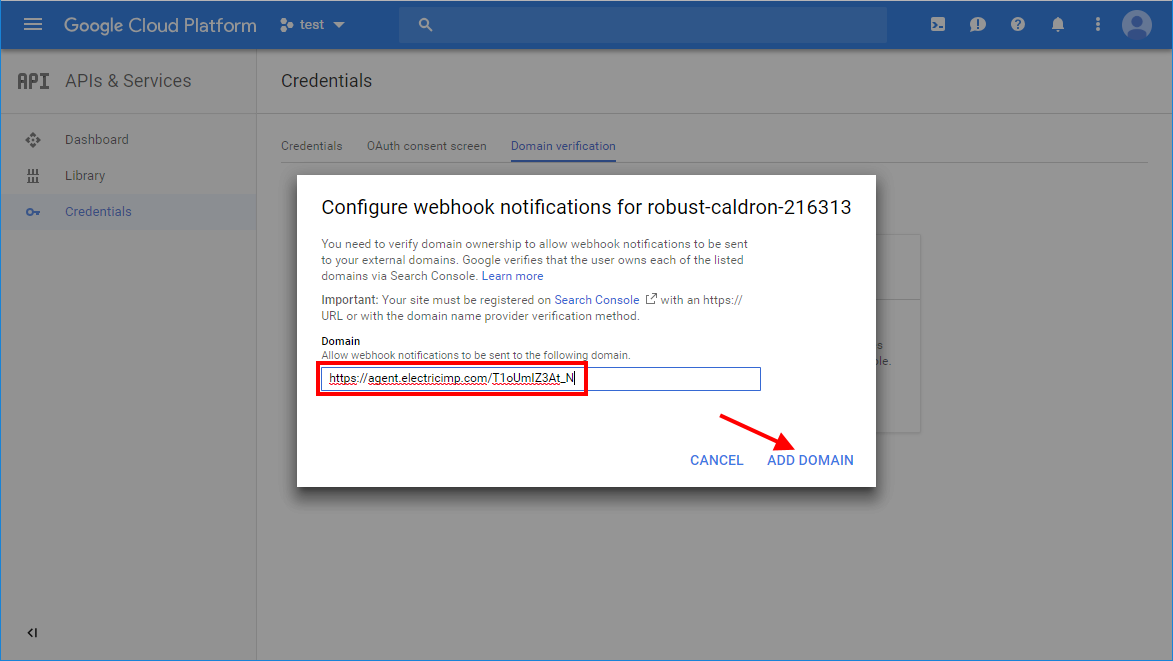 Google Cloud Platform
test
API
APIs & Services
Credentials
Dashboard
Library
Credentials
Credentials
OAuth consent screen
Domain verification
Configure webhook notifications for robust-caldron-216313
You need to verify domain ownership to allow webhook notifications to be sent
to your external domains. Google verifies that the user owns each of the listed
domains via Search Console. Learn more
Important: Your site must be registered on Search Console with an https://
URL or with the domain name provider verification method.
Domain
Allow webhook notifications to be sent to the following domain.
https://agent.electricimp.com/T1oUmIZ3At_N
CANCEL
ADD DOMAIN